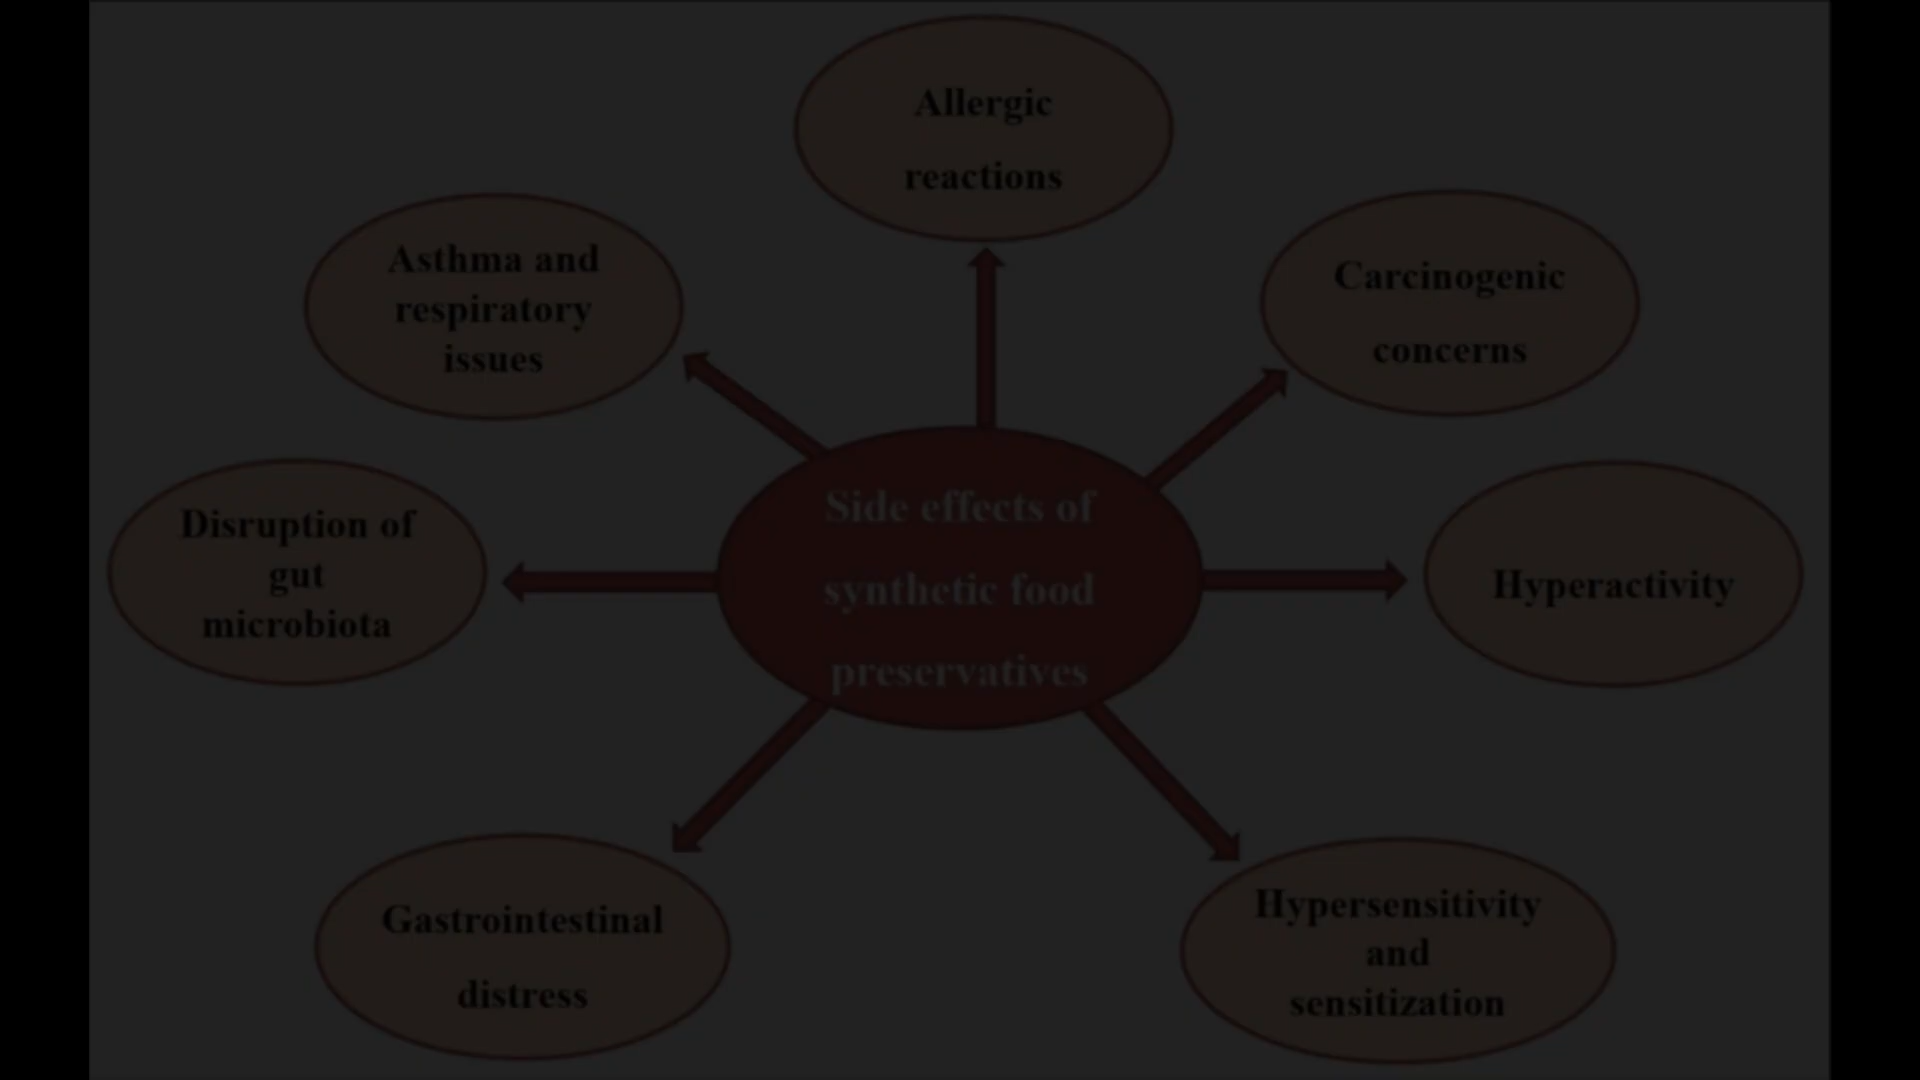 Allergic
reactions
Asthma and
respiratory
issues
Carcinogenic
concerns
Disruption of
gut
microbiota
Side effects of
synthetic food
preservatives
Hyperactivity
Gastrointestinal
distress
Hypersensitivity
and
sensitization